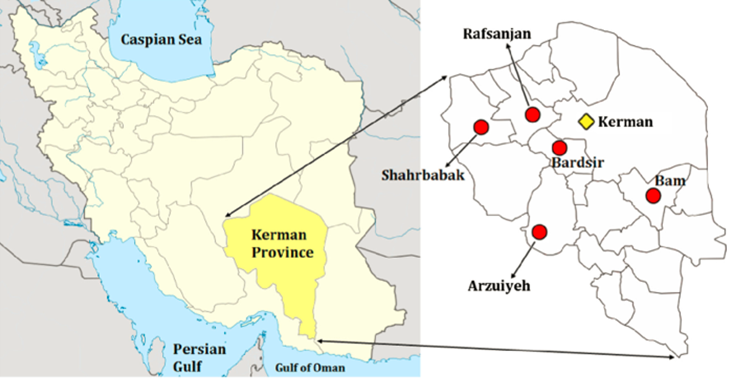 Caspian Sea
Kerman
Province
Persian
Gulf
Gulf of Oman
Rafsanjan
Kerman
Shahrbabak
Bardsir
Bam
Arzuiyeh